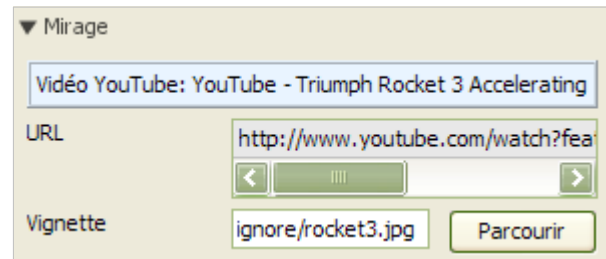 Mirage
Vidéo YouTube: YouTube - Triumph Rocket 3 Accelerating
URL
http://www.youtube.com/watch?feat
Vignette
ignore/rocket3.jpg
Parcourir